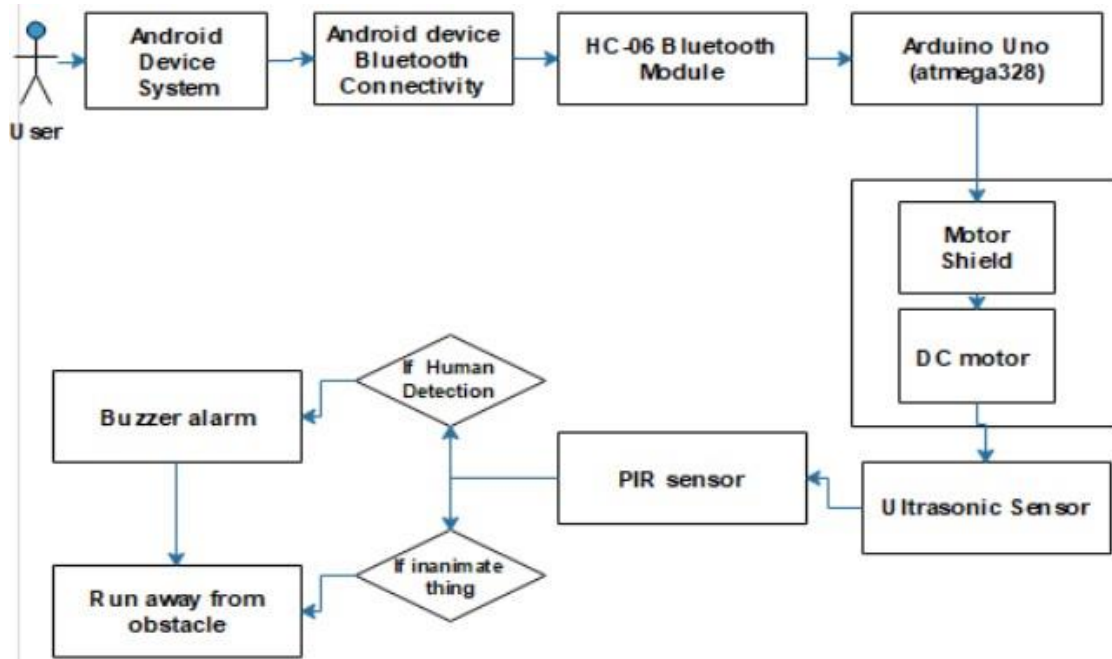 Android
Device
System
Android device
Bluetooth
Connectivity
HC-06 Bluetooth
Module
Arduino Uno
(atmega328)
User
Motor
Shield
DC motor
If Human
Detection
Buzzer alarm
PIR sensor
Ultrasonic Sensor
If inanimate
thing
Run away from
obstacle